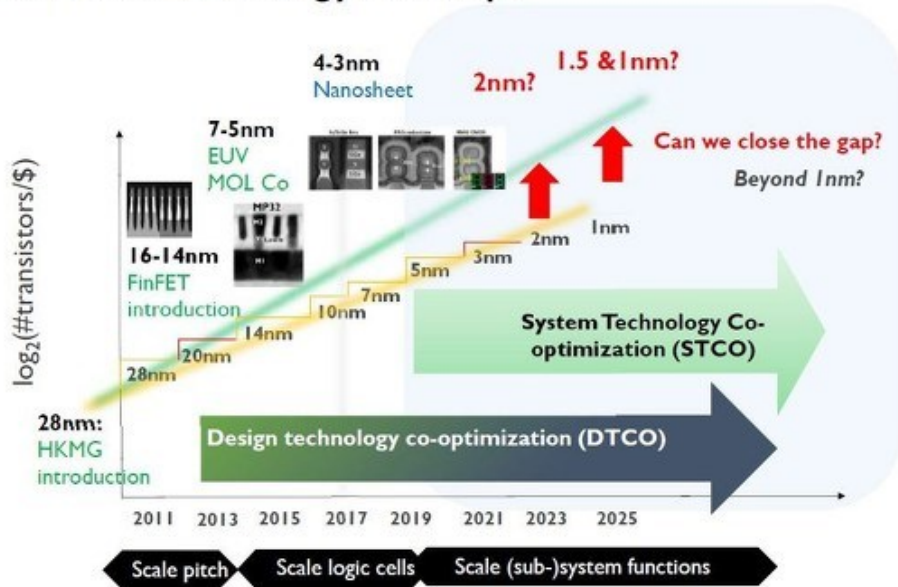 4-3nm
Nanosheet
2nm?
1.5 &1nm?
7-5nm
EUV
MOL Co
Can we close the gap?
Beyond 1nm?
MP32
16-14nm
FinFET
introduction
log₂(#transistors/$)
28nm
20nm
14nm
10nm
7nm
5nm
3nm
2nm
1nm
System Technology Co-
optimization (STCO)
28nm:
HKMG
introduction
Design technology co-optimization (DTCO)
2011 2013 2015 2017 2019 2021 2023 2025
Scale pitch
Scale logic cells
Scale (sub-)system functions